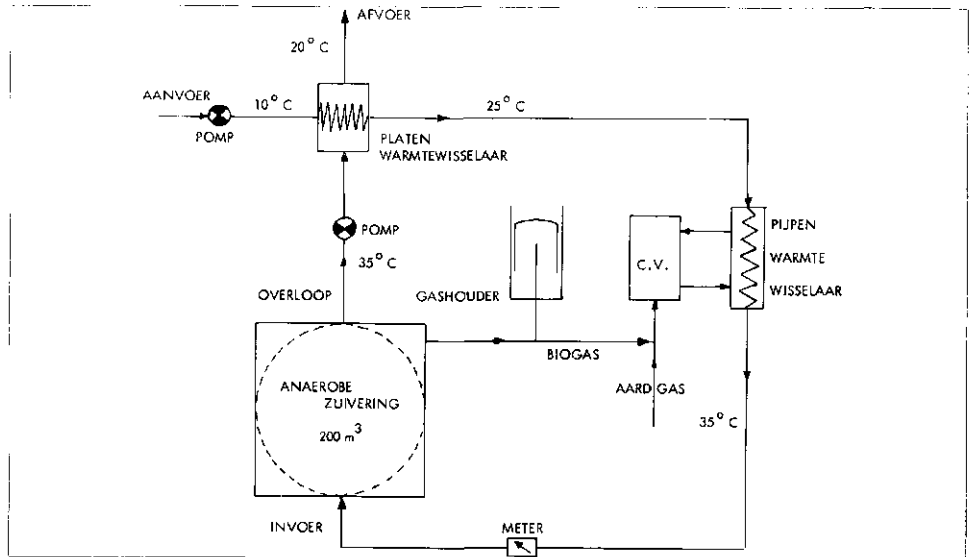 AFVOER
20° C
AANVOER
10° C
25° C
POMP
PLATEN
WARMTEWISSELAAR
POMP
PIJPEN
35° C
C.V.
WARMTE
OVERLOOP
GASHOUDER
WISSELAAR
BIOGAS
ANAEROBE
ZUIVERING
AARDGAS
35° C
200 m³
INVOER
METER